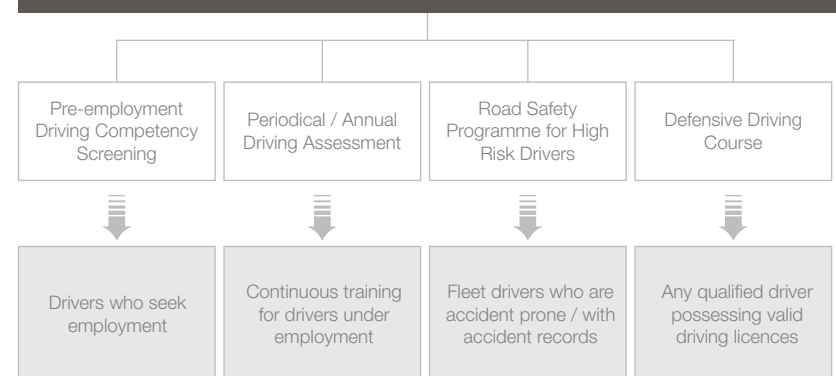 Pre-employment
Driving Competency
Screening
Periodical / Annual
Driving Assessment
Road Safety
Programme for High
Risk Drivers
Defensive Driving
Course
Drivers who seek
employment
Continuous training
for drivers under
employment
Fleet drivers who are
accident prone / with
accident records
Any qualified driver
possessing valid
driving licences